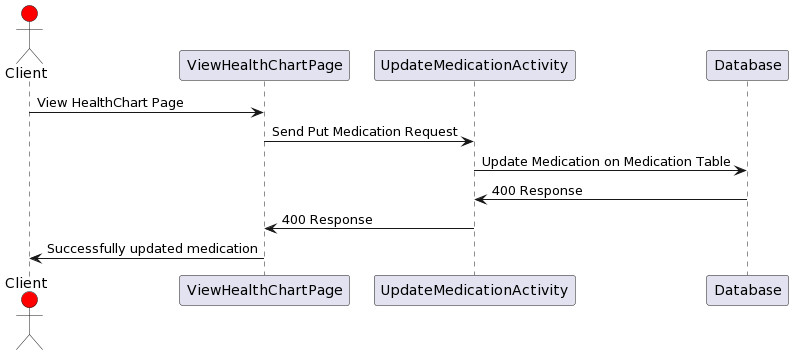 Client
ViewHealthChartPage
UpdateMedicationActivity
Database
View HealthChart Page
Send Put Medication Request
Update Medication on Medication Table
400 Response
400 Response
Successfully updated medication
Client
ViewHealthChartPage
UpdateMedicationActivity
Database